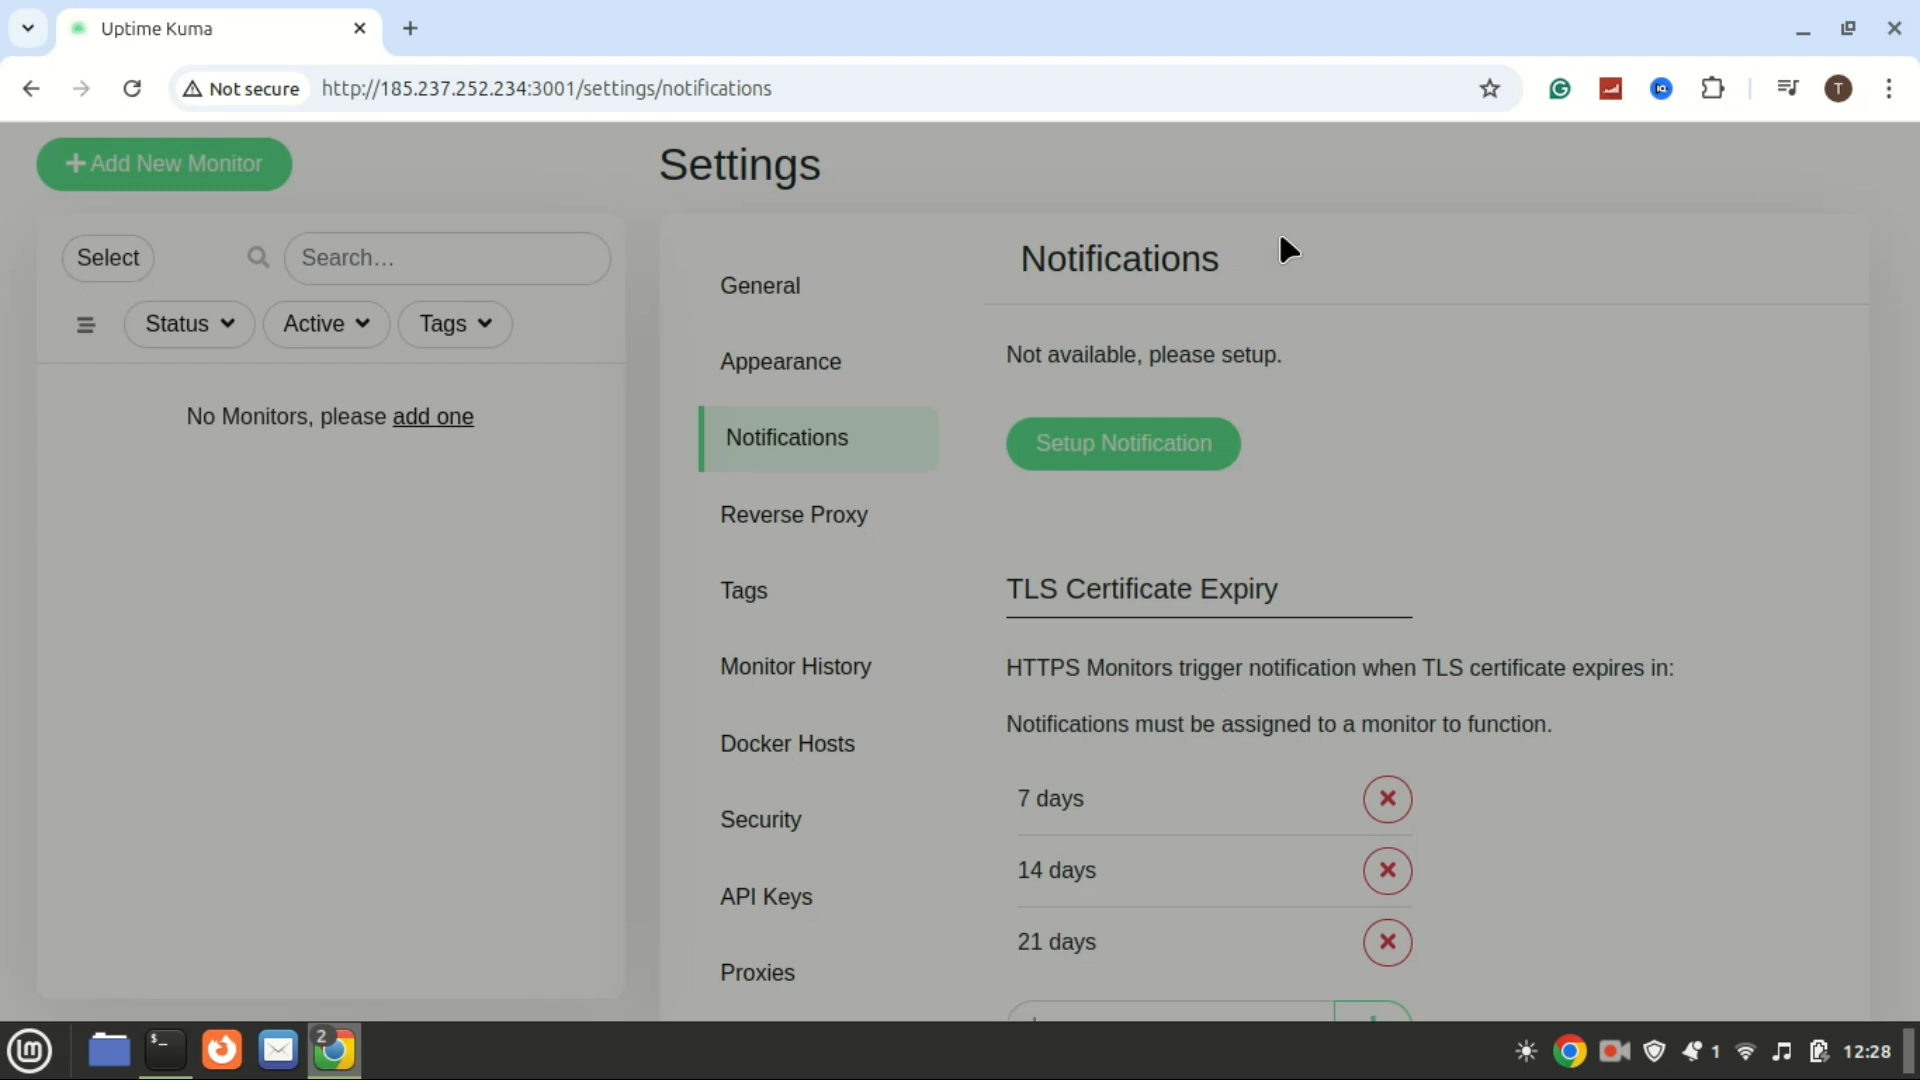 Uptime Kuma
Not secure
http://185.237.252.234:3001/settings/notifications
T
Add New Monitor
Settings
Select
Search…
Status
Active
Tags
No Monitors, please add one
General
Appearance
Notifications
Reverse Proxy
Tags
Monitor History
Docker Hosts
Security
API Keys
Proxies
Notifications
Not available, please setup.
Setup Notification
TLS Certificate Expiry
HTTPS Monitors trigger notification when TLS certificate expires in:
Notifications must be assigned to a monitor to function.
7 days
14 days
21 days
$_
2
1
12:28